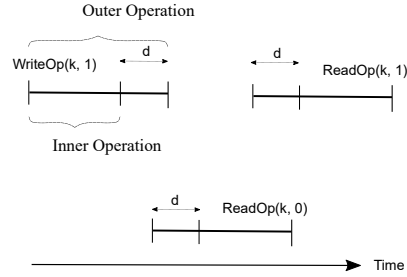 Outer Operation
d
d
WriteOp(k, 1)
ReadOp(k, 1)
Inner Operation
d
ReadOp(k, 0)
Time